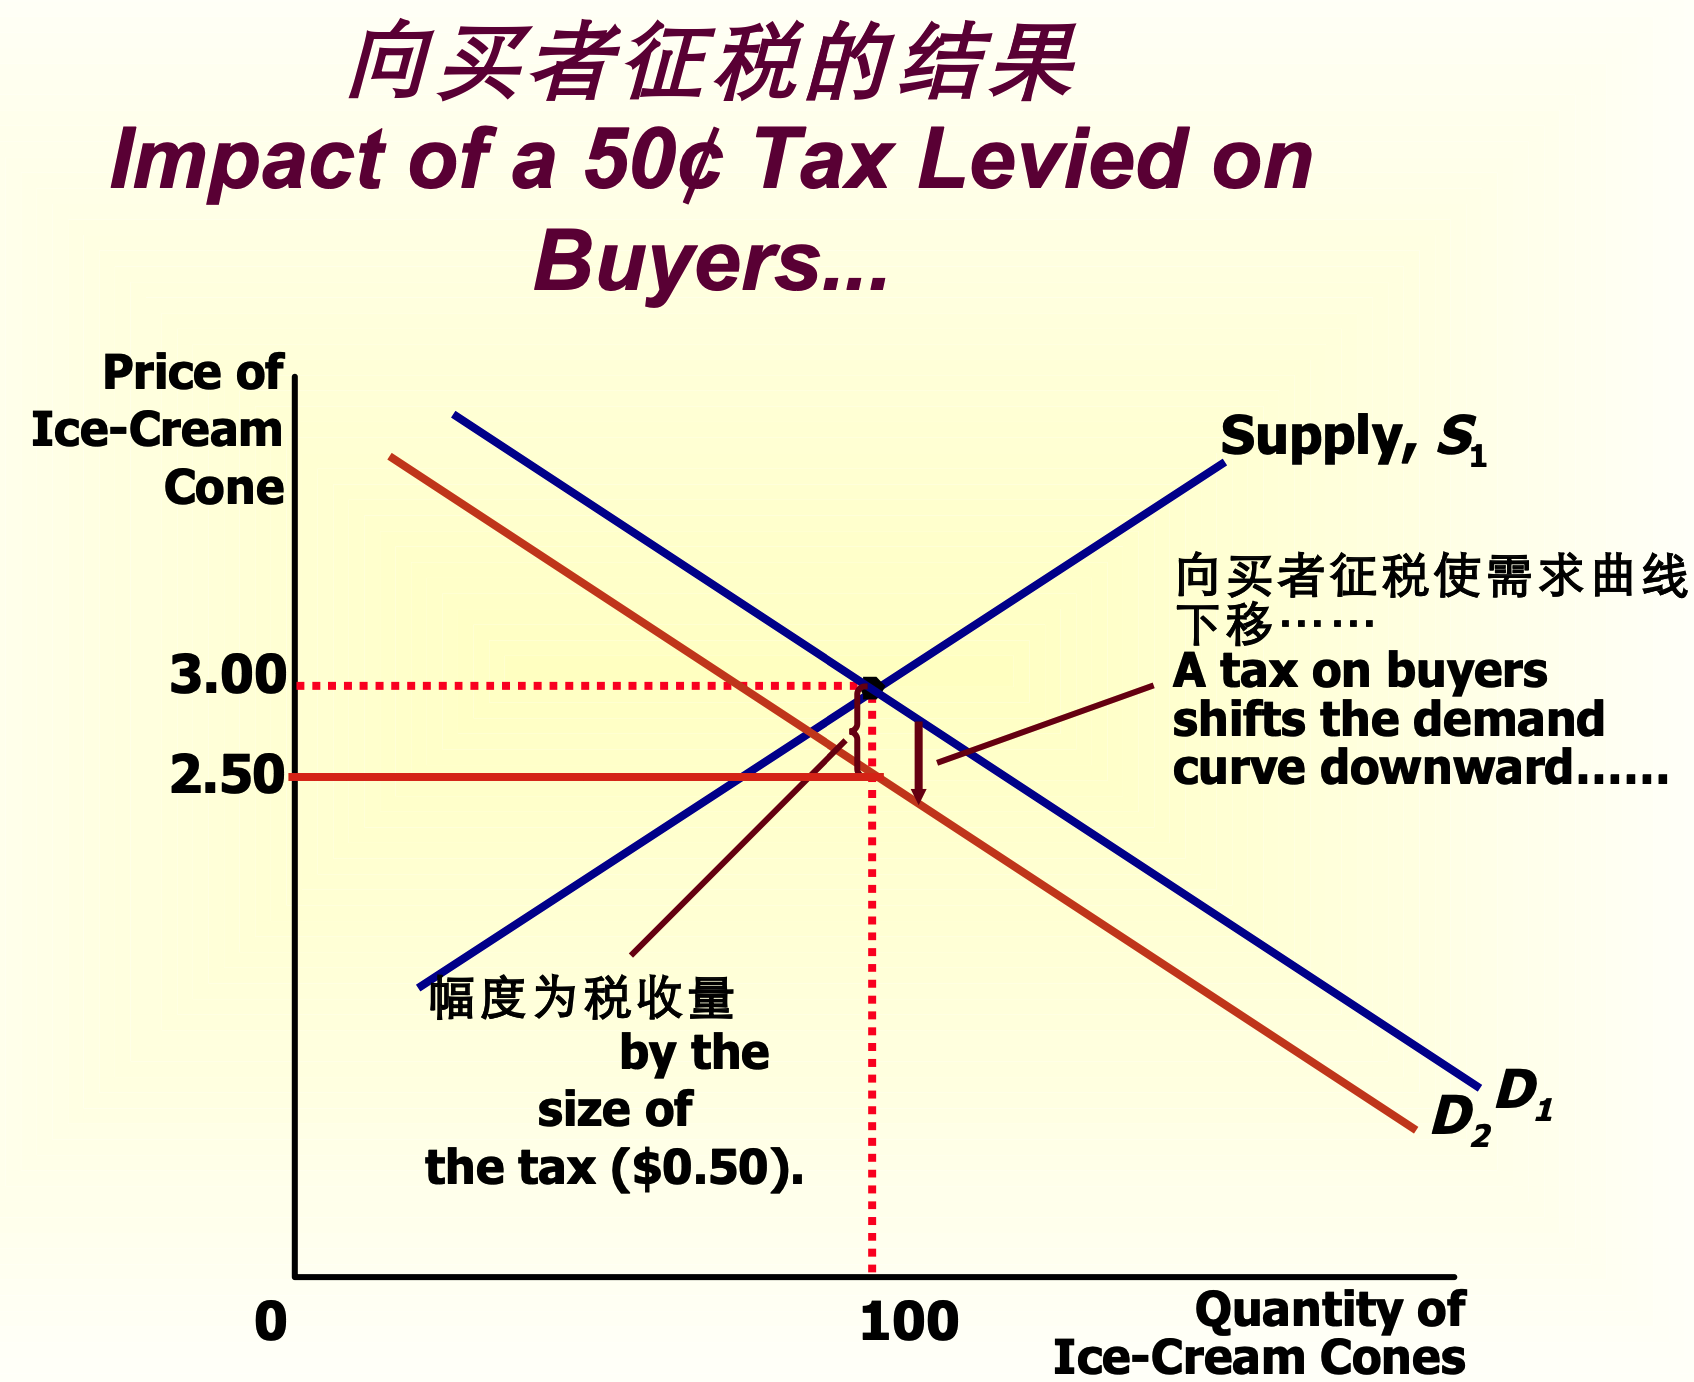 向买者征税的结果
Impact of a 50¢ Tax Levied on
Buyers...
Price of
Ice-Cream
Cone
Supply, S1
向买者征税使需求曲线
下移……
A tax on buyers
shifts the demand
curve downward……
3.00
2.50
幅度为税收量
by the
size of
the tax ($0.50).
D1
D2
0
100
Quantity of
Ice-Cream Cones